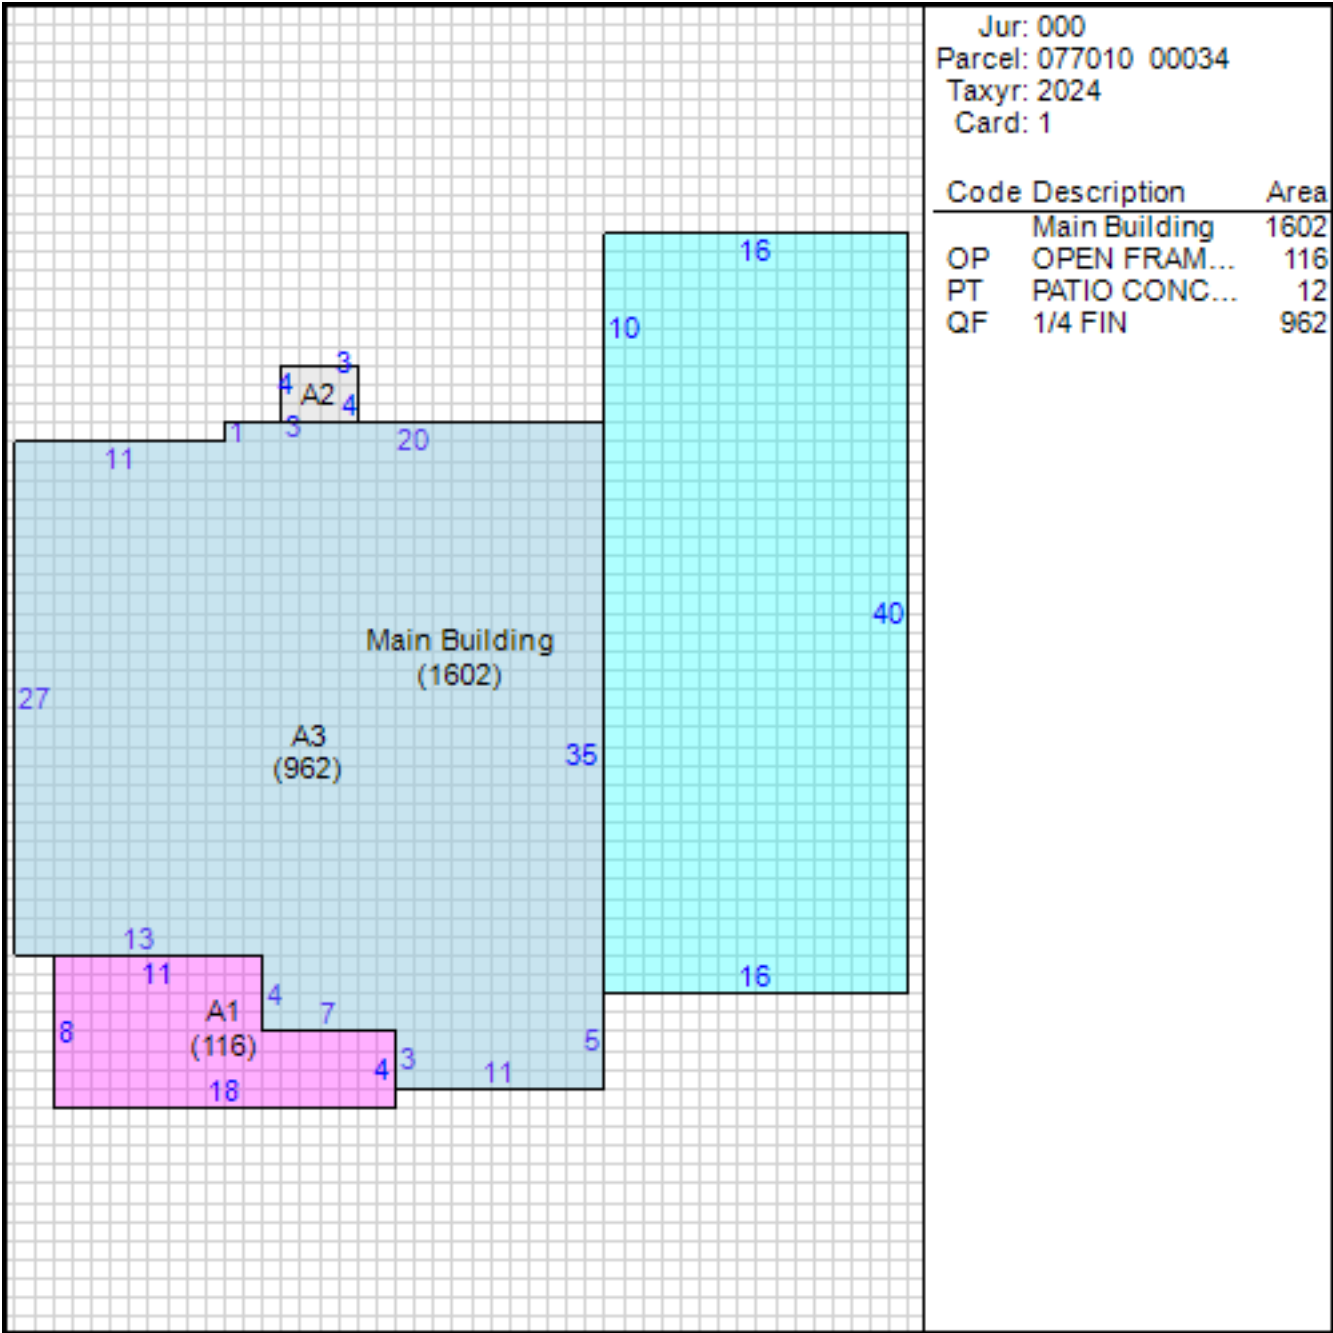 Jur: 000
Parcel: 077010 00034
Taxyr: 2024
Card: 1
Code Description Area
Main Building 1602
OP OPEN FRAM... 116
PT PATIO CONC... 12
QF 1/4 FIN 962
16
10
3
4
A2
4
1
3
20
11
40
Main Building
(1602)
27
A3
(962)
35
13
11
16
4
A1
7
8
(116)
5
3
4
11
18